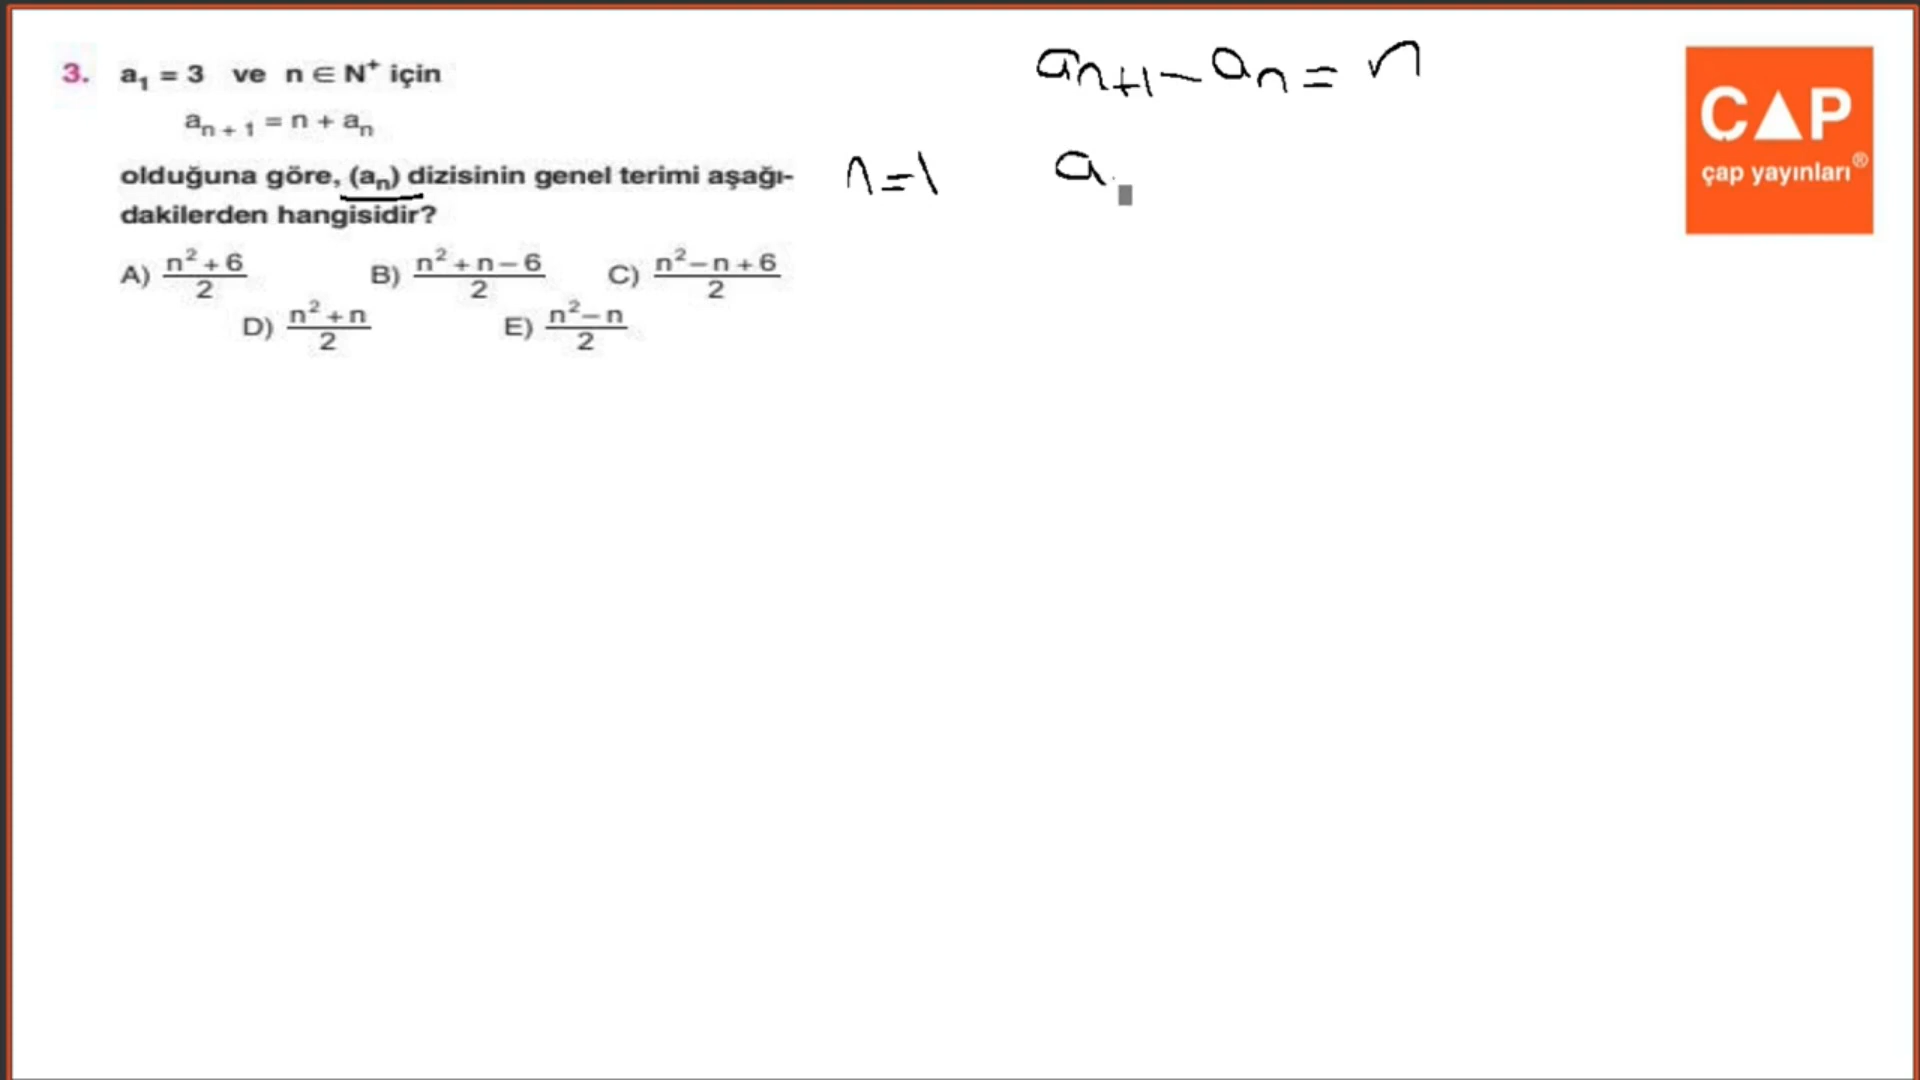 3. a₁ = 3 ve n ∈ N⁺ için
aₙ₊₁ = n + aₙ
olduğuna göre, (aₙ) dizisinin genel terimi aşağı-
dakilerden hangisidir?
A) (n² + 6)/2 B) (n² + n − 6)/2 C) (n² − n + 6)/2
D) (n² + n)/2 E) (n² − n)/2
aₙ₊₁ − aₙ = n
n = 1 a
ÇAP
çap yayınları®